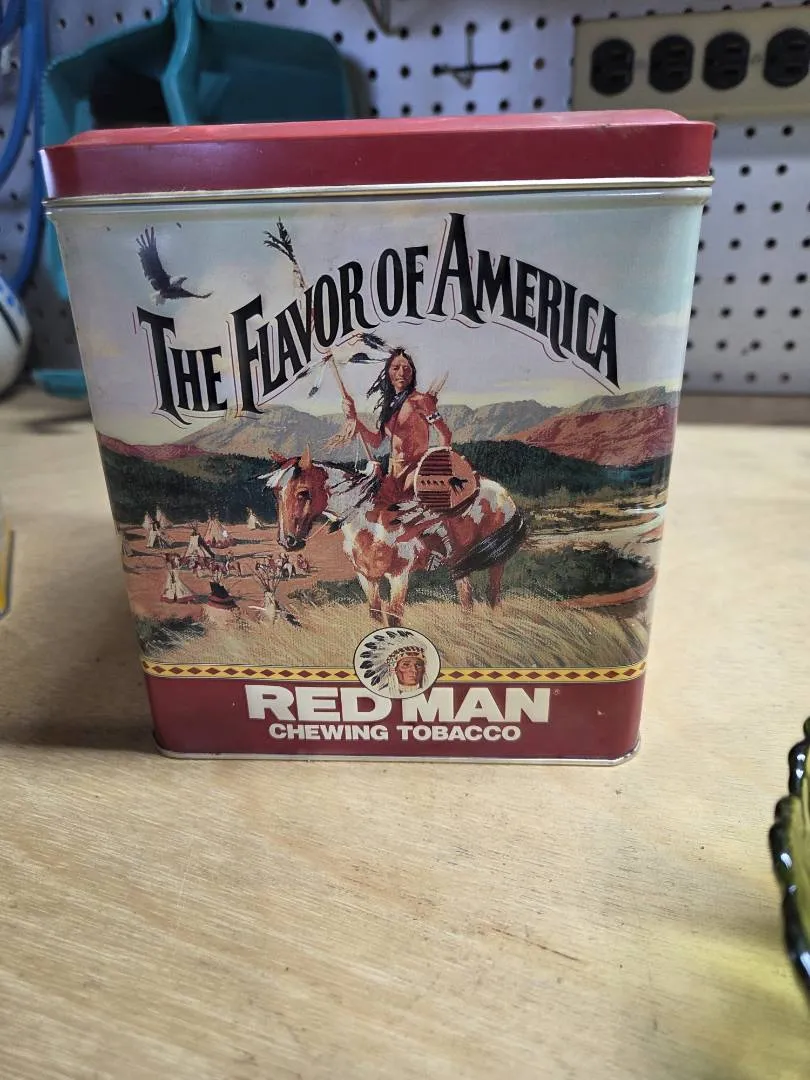 THE FLAVOR OF AMERICA
RED MAN®
CHEWING TOBACCO